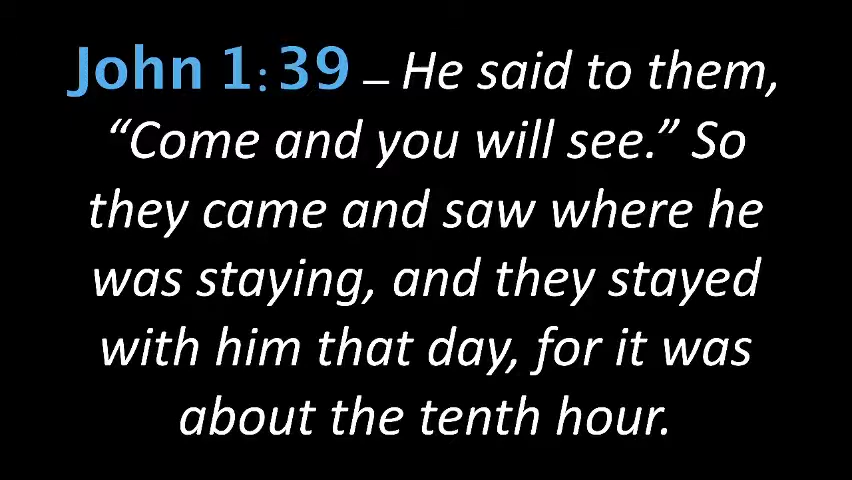 John 1:39 – He said to them,
“Come and you will see.” So
they came and saw where he
was staying, and they stayed
with him that day, for it was
about the tenth hour.